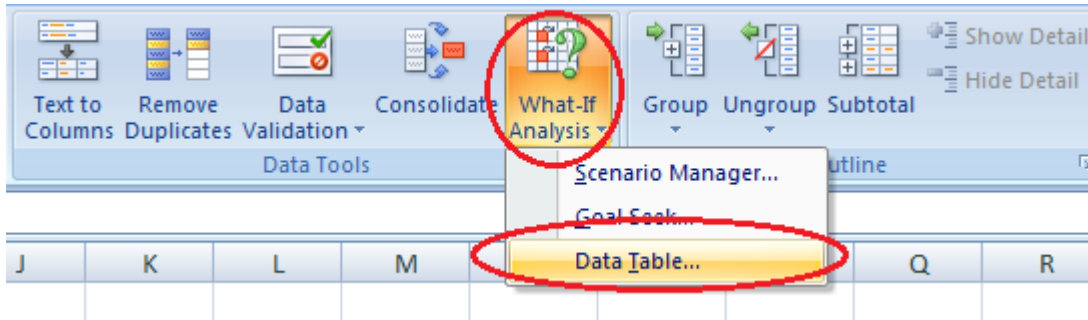 Show Detail
Hide Detail
Text to Columns
Remove Duplicates
Data Validation
Consolidate
What-If Analysis
Group
Ungroup
Subtotal
Data Tools
utline
Scenario Manager...
Goal Seek...
Data Table...
J K L M Q R